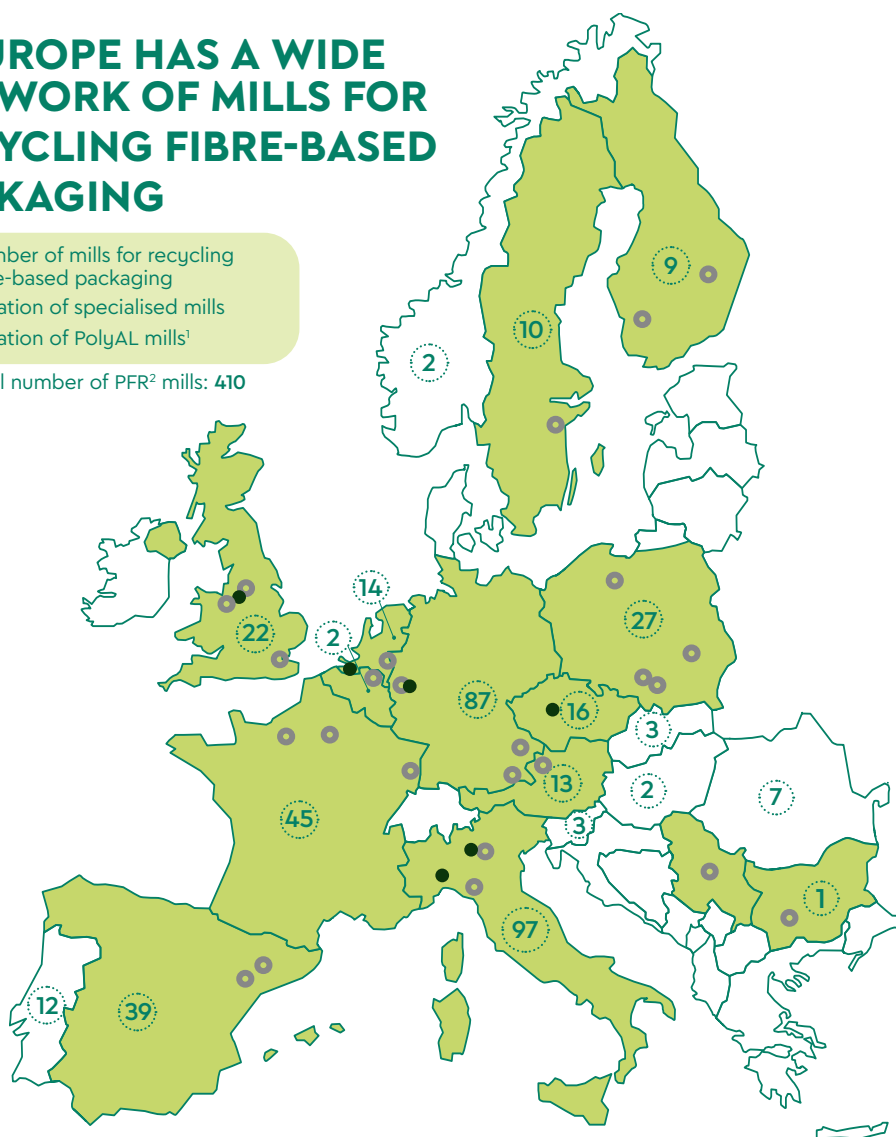 UROPE HAS A WIDE
WORK OF MILLS FOR
YCLING FIBRE-BASED
KAGING
nber of mills for recycling
e-based packaging
ation of specialised mills
ation of PolyAL mills¹
l number of PFR² mills: 410
9
10
2
14
2
22
27
87
16
3
13
2
7
45
3
1
97
12
39